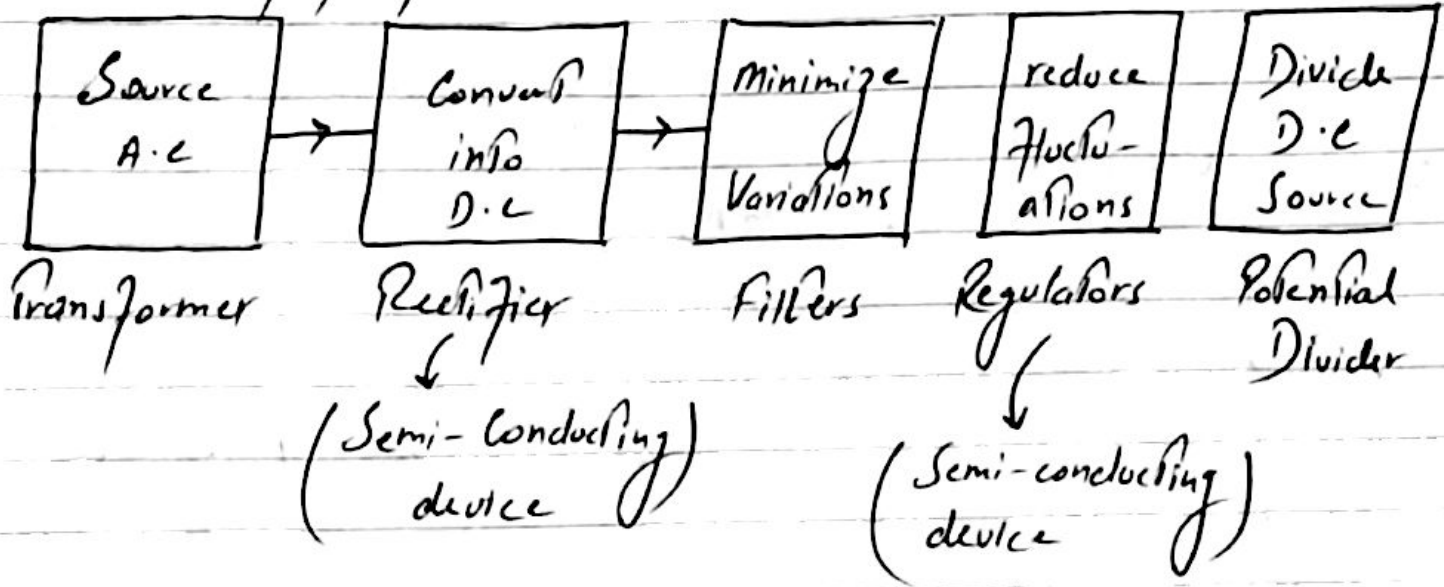 Source
A.C
Convert
into
D.C
Minimize
Variations
reduce
fluctu-
ations
Divide
D.C
Source
Transformer
Rectifier
Filters
Regulators
Potential
Divider
(Semi-Conducting
device)
(Semi-conducting
device)